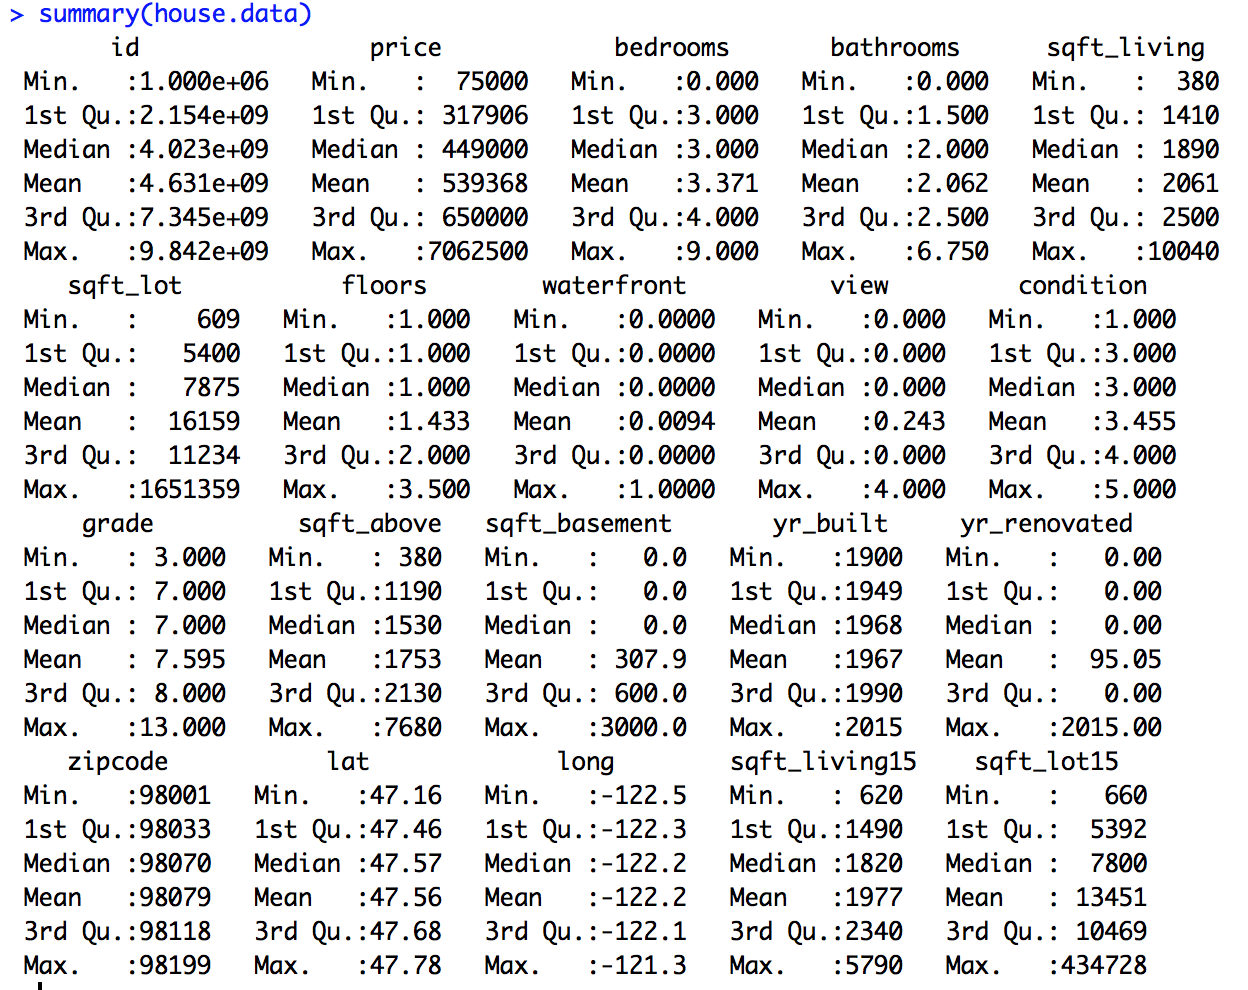 > summary(house.data)
       id                price             bedrooms       bathrooms      sqft_living
 Min.   :1.000e+06   Min.   :  75000   Min.   :0.000   Min.   :0.000   Min.   :  380
 1st Qu.:2.154e+09   1st Qu.: 317906   1st Qu.:3.000   1st Qu.:1.500   1st Qu.: 1410
 Median :4.023e+09   Median : 449000   Median :3.000   Median :2.000   Median : 1890
 Mean   :4.631e+09   Mean   : 539368   Mean   :3.371   Mean   :2.062   Mean   : 2061
 3rd Qu.:7.345e+09   3rd Qu.: 650000   3rd Qu.:4.000   3rd Qu.:2.500   3rd Qu.: 2500
 Max.   :9.842e+09   Max.   :7062500   Max.   :9.000   Max.   :6.750   Max.   :10040
    sqft_lot           floors        waterfront          view         condition
 Min.   :    609   Min.   :1.000   Min.   :0.0000   Min.   :0.000   Min.   :1.000
 1st Qu.:   5400   1st Qu.:1.000   1st Qu.:0.0000   1st Qu.:0.000   1st Qu.:3.000
 Median :   7875   Median :1.000   Median :0.0000   Median :0.000   Median :3.000
 Mean   :  16159   Mean   :1.433   Mean   :0.0094   Mean   :0.243   Mean   :3.455
 3rd Qu.:  11234   3rd Qu.:2.000   3rd Qu.:0.0000   3rd Qu.:0.000   3rd Qu.:4.000
 Max.   :1651359   Max.   :3.500   Max.   :1.0000   Max.   :4.000   Max.   :5.000
     grade          sqft_above   sqft_basement       yr_built     yr_renovated
 Min.   : 3.000   Min.   : 380   Min.   :   0.0   Min.   :1900   Min.   :   0.00
 1st Qu.: 7.000   1st Qu.:1190   1st Qu.:   0.0   1st Qu.:1949   1st Qu.:   0.00
 Median : 7.000   Median :1530   Median :   0.0   Median :1968   Median :   0.00
 Mean   : 7.595   Mean   :1753   Mean   : 307.9   Mean   :1967   Mean   :  95.05
 3rd Qu.: 8.000   3rd Qu.:2130   3rd Qu.: 600.0   3rd Qu.:1990   3rd Qu.:   0.00
 Max.   :13.000   Max.   :7680   Max.   :3000.0   Max.   :2015   Max.   :2015.00
    zipcode           lat             long        sqft_living15    sqft_lot15
 Min.   :98001   Min.   :47.16   Min.   :-122.5   Min.   : 620   Min.   :   660
 1st Qu.:98033   1st Qu.:47.46   1st Qu.:-122.3   1st Qu.:1490   1st Qu.:  5392
 Median :98070   Median :47.57   Median :-122.2   Median :1820   Median :  7800
 Mean   :98079   Mean   :47.56   Mean   :-122.2   Mean   :1977   Mean   : 13451
 3rd Qu.:98118   3rd Qu.:47.68   3rd Qu.:-122.1   3rd Qu.:2340   3rd Qu.: 10469
 Max.   :98199   Max.   :47.78   Max.   :-121.3   Max.   :5790   Max.   :434728